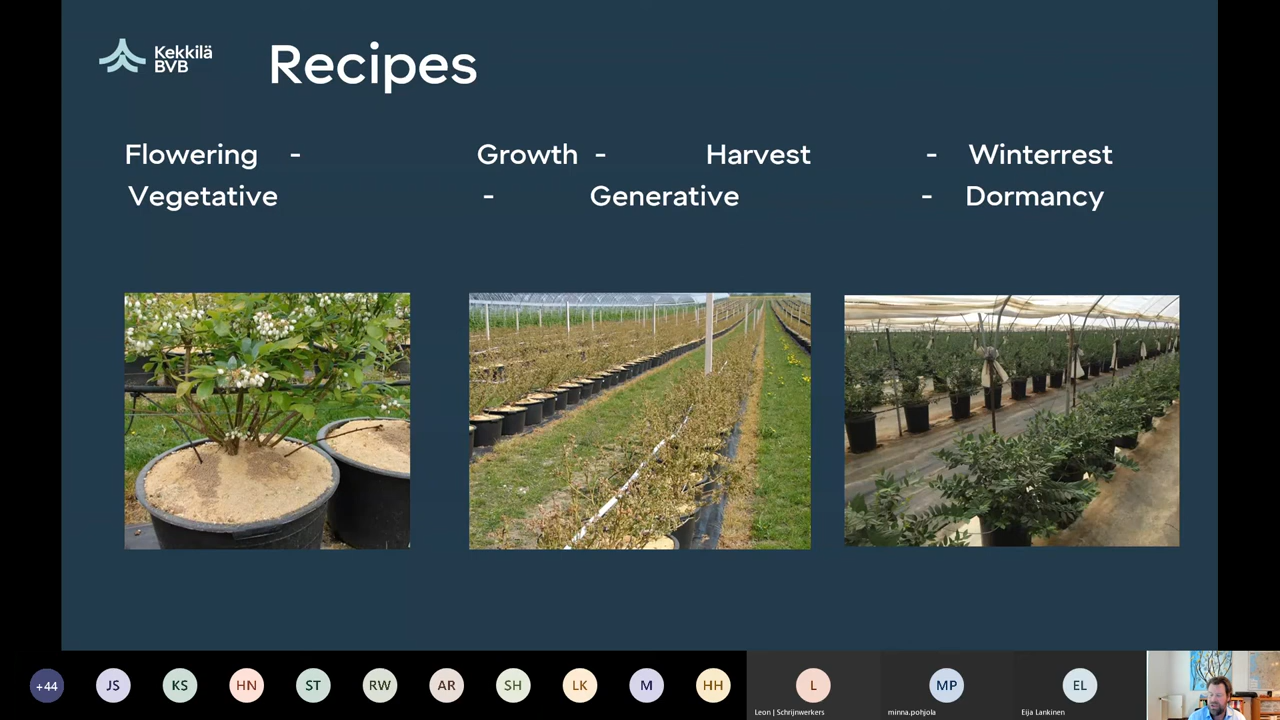 Kekkilä
BVB
Recipes
Flowering - Growth - Harvest - Winterrest
Vegetative - Generative - Dormancy
+44 JS KS HN ST RW AR SH LK M HH L MP EL
Leon | Schrijnwerkers minna.pohjola Eija Lankinen